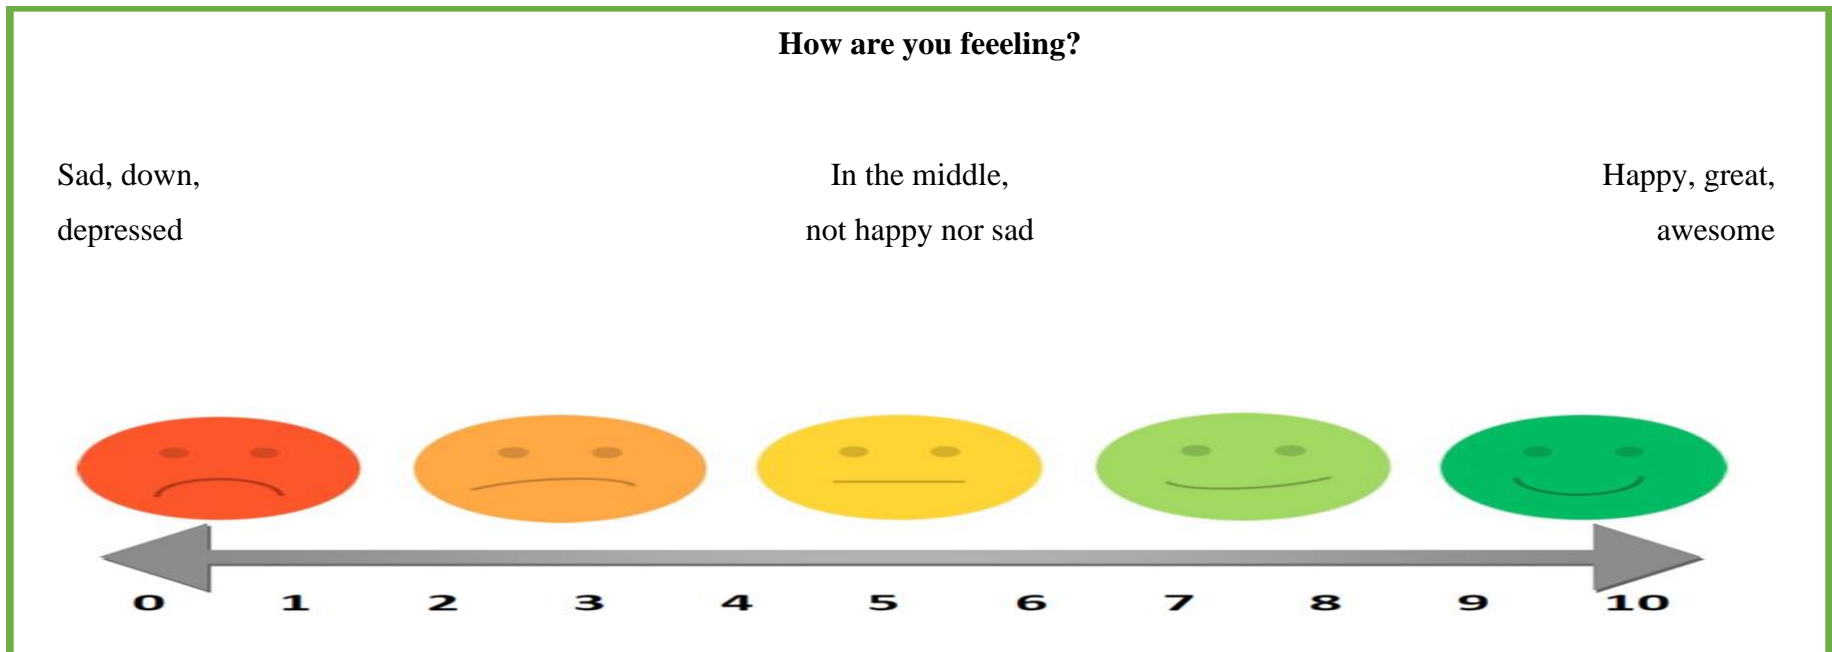 How are you feeeling?
Sad, down,
depressed
In the middle,
not happy nor sad
Happy, great,
awesome
0 1 2 3 4 5 6 7 8 9 10